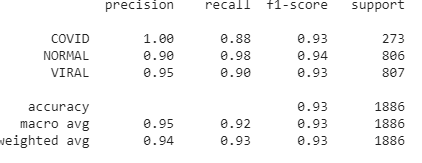 precision recall f1-score support
COVID 1.00 0.88 0.93 273
NORMAL 0.90 0.98 0.94 806
VIRAL 0.95 0.90 0.93 807
accuracy 0.93 1886
macro avg 0.95 0.92 0.93 1886
weighted avg 0.94 0.93 0.93 1886